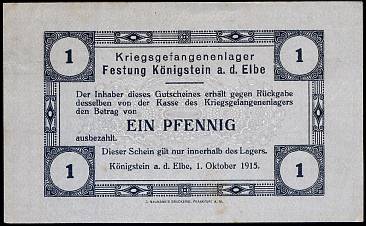 1 Kriegsgefangenenlager 1
Festung Königstein a. d. Elbe
Der Inhaber dieses Gutscheines erhält gegen Rückgabe
desselben von der Kasse des Kriegsgefangenenlagers
den Betrag von
EIN PFENNIG
ausbezahlt.
Dieser Schein gilt nur innerhalb des Lagers.
1 Königstein a. d. Elbe, 1. Oktober 1915. 1
FRANKFURT A. M.